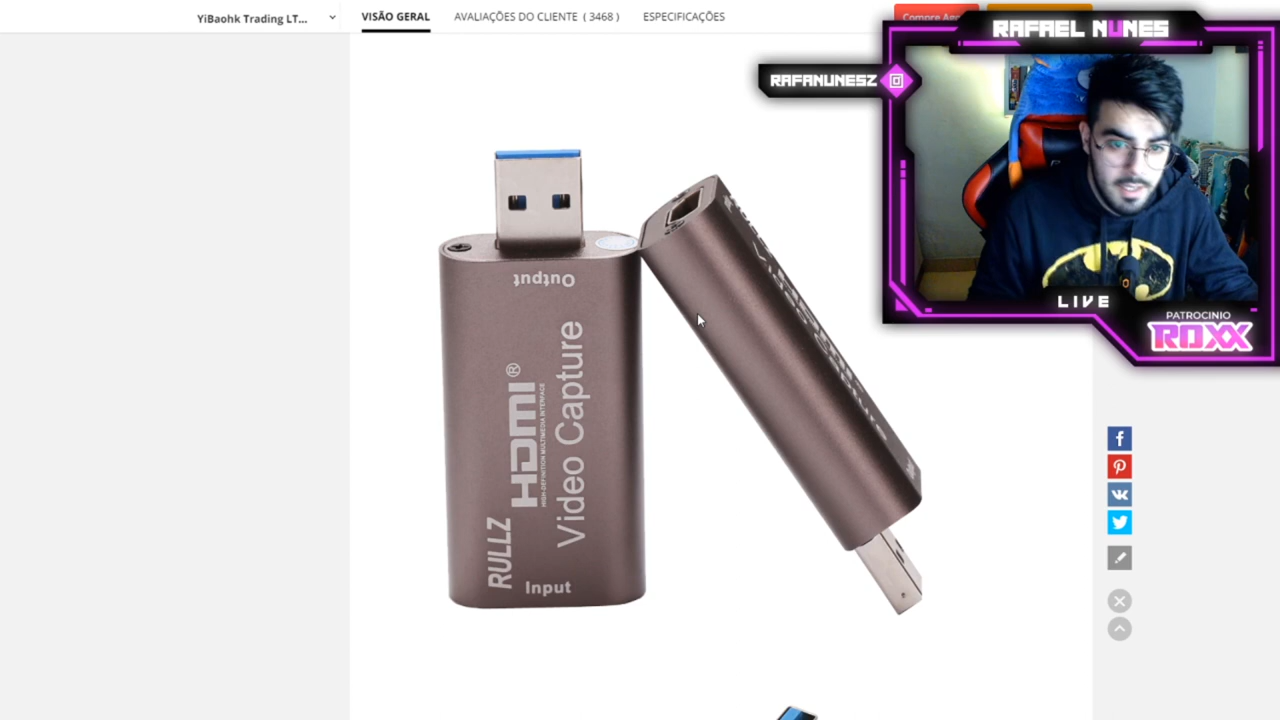 YiBaohk Trading LT...
VISÃO GERAL
AVALIAÇÕES DO CLIENTE ( 3468 )
ESPECIFICAÇÕES
Compre
RAFAEL NUNES
RAFANUNESZ
LIVE
PATROCINIO
ROXX
Output
RULLZ
HDMI®
HIGH-DEFINITION MULTIMEDIA INTERFACE
Video Capture
Input